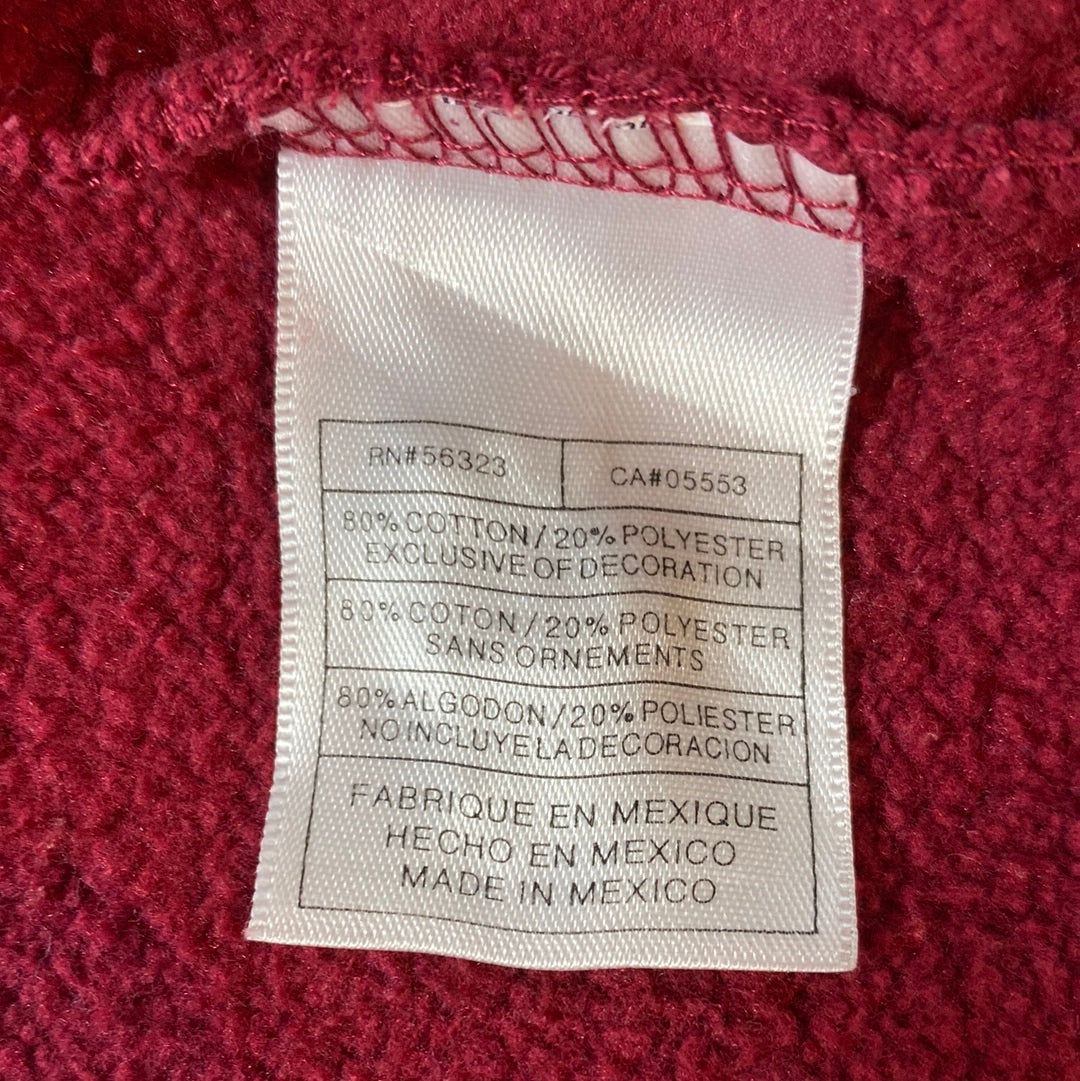 RN#56323 CA#05553
80% COTTON/20% POLYESTER
EXCLUSIVE OF DECORATION
80% COTON/20% POLYESTER
SANS ORNEMENTS
80% ALGODON/20% POLIESTER
NO INCLUYE LA DECORACION
FABRIQUE EN MEXIQUE
HECHO EN MEXICO
MADE IN MEXICO